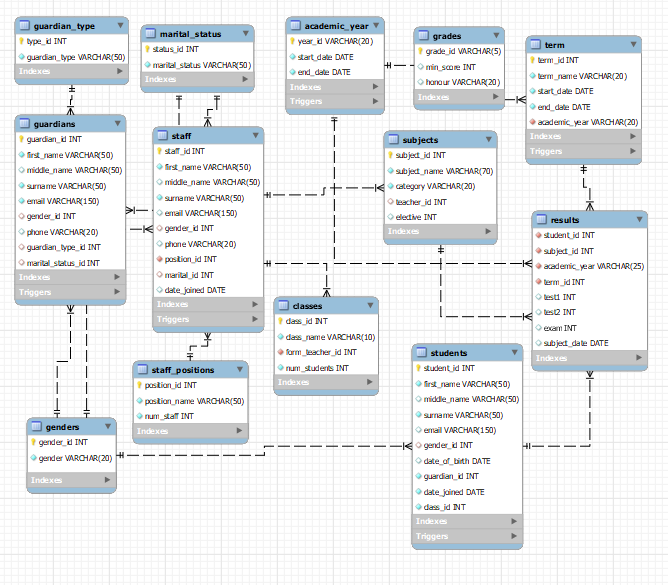 guardian_type
type_id INT
guardian_type VARCHAR(50)
Indexes
marital_status
status_id INT
marital_status VARCHAR(50)
Indexes
academic_year
year_id VARCHAR(20)
start_date DATE
end_date DATE
Indexes
Triggers
grades
grade_id VARCHAR(5)
min_score INT
honour VARCHAR(20)
Indexes
term
term_id INT
term_name VARCHAR(20)
start_date DATE
end_date DATE
academic_year VARCHAR(20)
Indexes
Triggers
guardians
guardian_id INT
first_name VARCHAR(50)
middle_name VARCHAR(50)
surname VARCHAR(50)
email VARCHAR(150)
gender_id INT
phone VARCHAR(20)
guardian_type_id INT
marital_status_id INT
Indexes
Triggers
staff
staff_id INT
first_name VARCHAR(50)
middle_name VARCHAR(50)
surname VARCHAR(50)
email VARCHAR(150)
gender_id INT
phone VARCHAR(20)
position_id INT
marital_id INT
date_joined DATE
Indexes
Triggers
subjects
subject_id INT
subject_name VARCHAR(70)
category VARCHAR(20)
teacher_id INT
elective INT
Indexes
results
student_id INT
subject_id INT
academic_year VARCHAR(25)
term_id INT
test1 INT
test2 INT
exam INT
subject_date DATE
Indexes
classes
class_id INT
class_name VARCHAR(10)
form_teacher_id INT
num_students INT
Indexes
staff_positions
position_id INT
position_name VARCHAR(50)
num_staff INT
Indexes
students
student_id INT
first_name VARCHAR(50)
middle_name VARCHAR(50)
surname VARCHAR(50)
email VARCHAR(150)
gender_id INT
date_of_birth DATE
guardian_id INT
date_joined DATE
class_id INT
Indexes
Triggers
genders
gender_id INT
gender VARCHAR(20)
Indexes